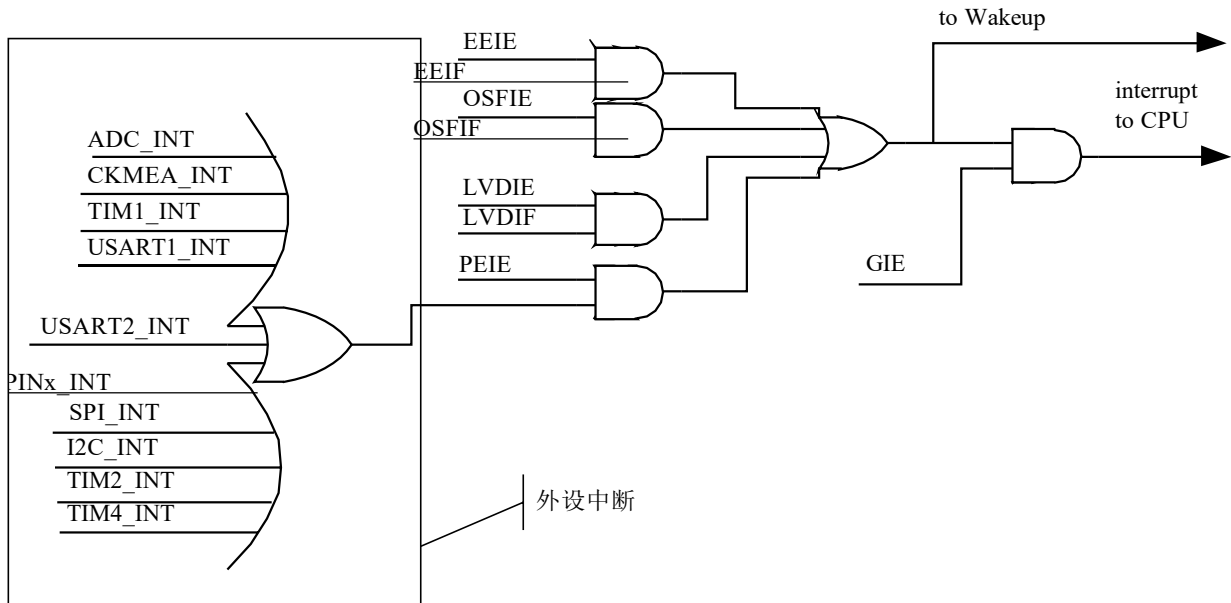 to Wakeup
EEIE
EEIF
OSFIE
OSFIF
interrupt
to CPU
ADC_INT
CKMEA_INT
TIM1_INT
USART1_INT
LVDIE
LVDIF
PEIE
GIE
USART2_INT
PINx_INT
SPI_INT
I2C_INT
TIM2_INT
TIM4_INT
外设中断